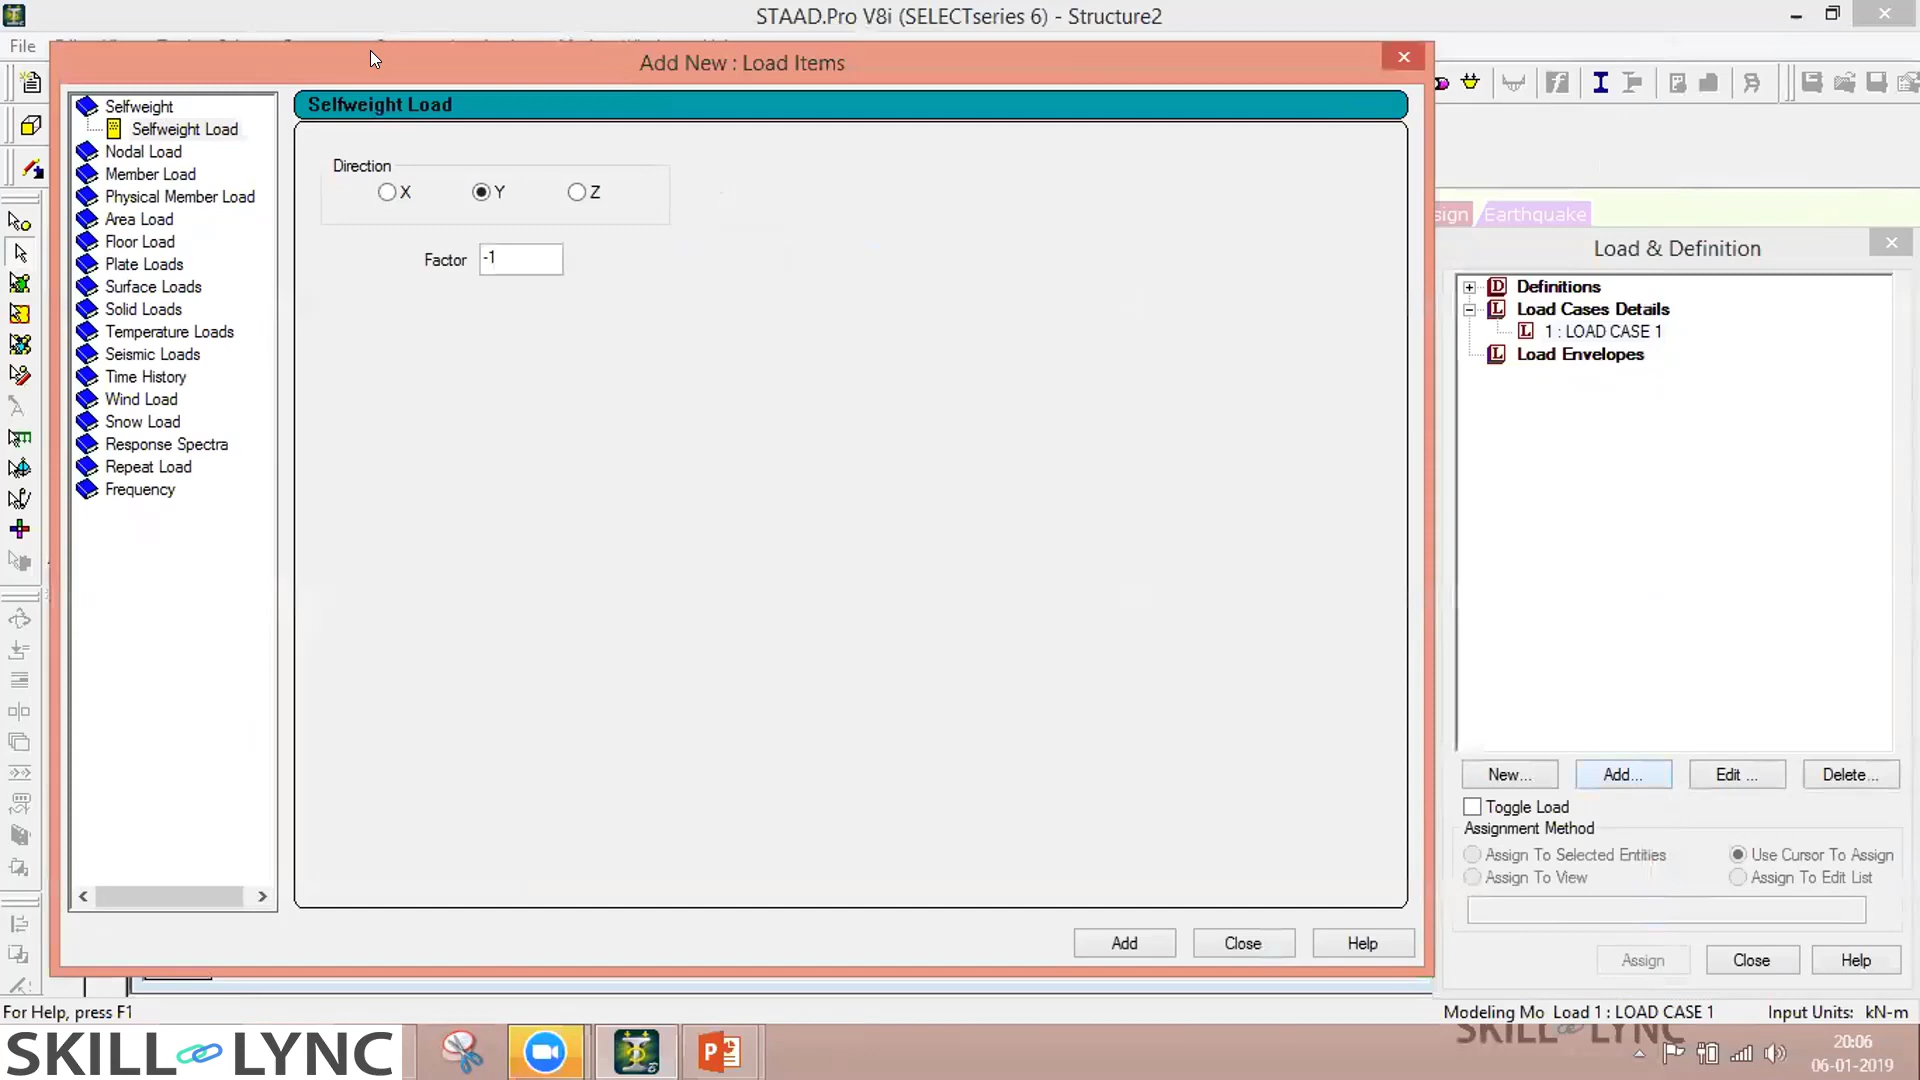 STAAD.Pro V8i (SELECTseries 6) - Structure2
File
Add New : Load Items
Selfweight
Selfweight Load
Nodal Load
Member Load
Physical Member Load
Area Load
Floor Load
Plate Loads
Surface Loads
Solid Loads
Temperature Loads
Seismic Loads
Time History
Wind Load
Snow Load
Response Spectra
Repeat Load
Frequency
Selfweight Load
Direction
X Y Z
Factor -1
Add Close Help
sign Earthquake
Load & Definition
Definitions
Load Cases Details
1 : LOAD CASE 1
Load Envelopes
New... Add... Edit ... Delete...
Toggle Load
Assignment Method
Assign To Selected Entities Use Cursor To Assign
Assign To View Assign To Edit List
Assign Close Help
For Help, press F1
Modeling Mo Load 1 : LOAD CASE 1 Input Units: kN-m
SKILL LYNC
SKILL LYNC
20:06
06-01-2019